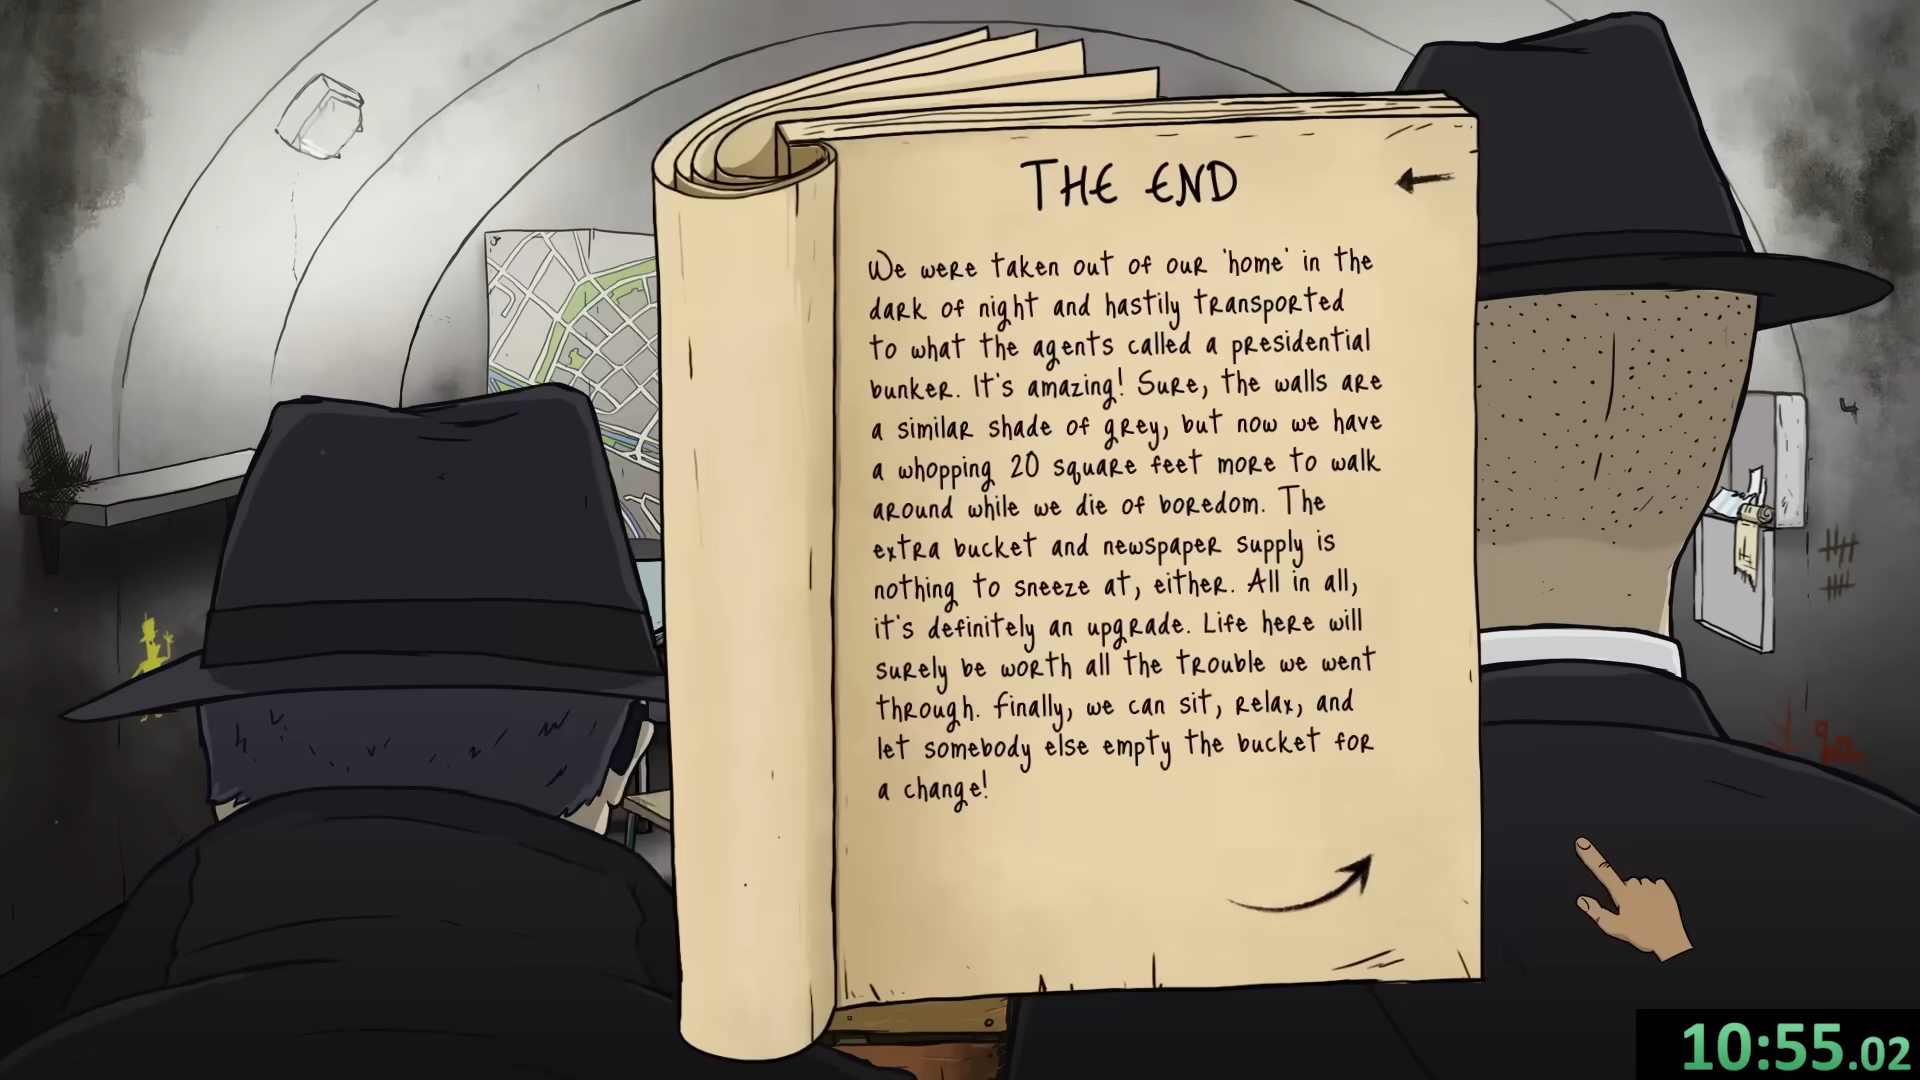 THE END
We were taken out of our 'home' in the
dark of night and hastily transported
to what the agents called a presidential
bunker. It's amazing! Sure, the walls are
a similar shade of grey, but now we have
a whopping 20 square feet more to walk
around while we die of boredom. The
extra bucket and newspaper supply is
nothing to sneeze at, either. All in all,
it's definitely an upgrade. Life here will
surely be worth all the trouble we went
through. Finally, we can sit, relax, and
let somebody else empty the bucket for
a change!
10:55.02